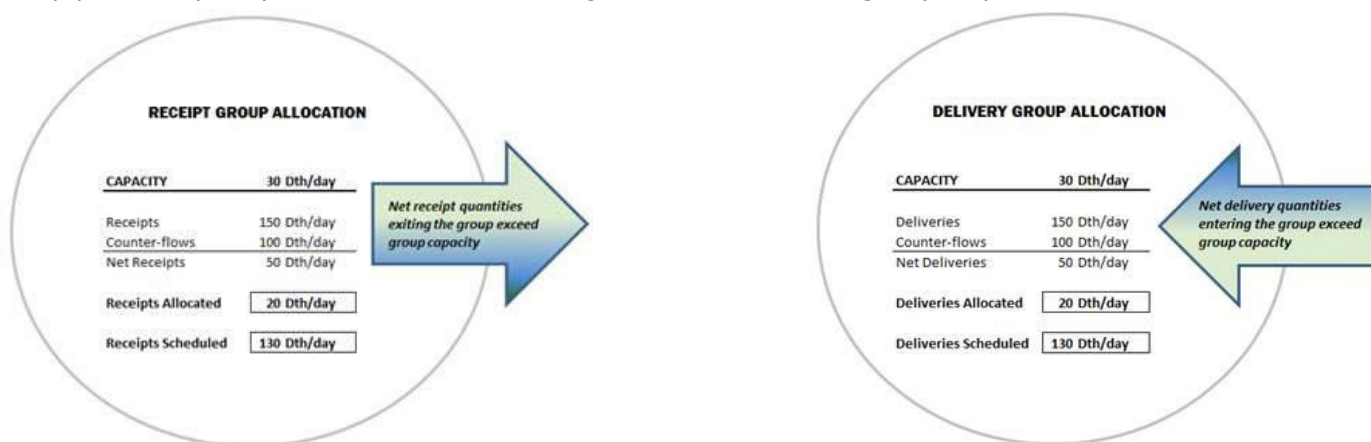 RECEIPT GROUP ALLOCATION
CAPACITY 30 Dth/day
Receipts 150 Dth/day
Counter-flows 100 Dth/day
Net Receipts 50 Dth/day
Receipts Allocated 20 Dth/day
Receipts Scheduled 130 Dth/day
Net receipt quantities
exiting the group exceed
group capacity
DELIVERY GROUP ALLOCATION
CAPACITY 30 Dth/day
Deliveries 150 Dth/day
Counter-flows 100 Dth/day
Net Deliveries 50 Dth/day
Deliveries Allocated 20 Dth/day
Deliveries Scheduled 130 Dth/day
Net delivery quantities
entering the group exceed
group capacity